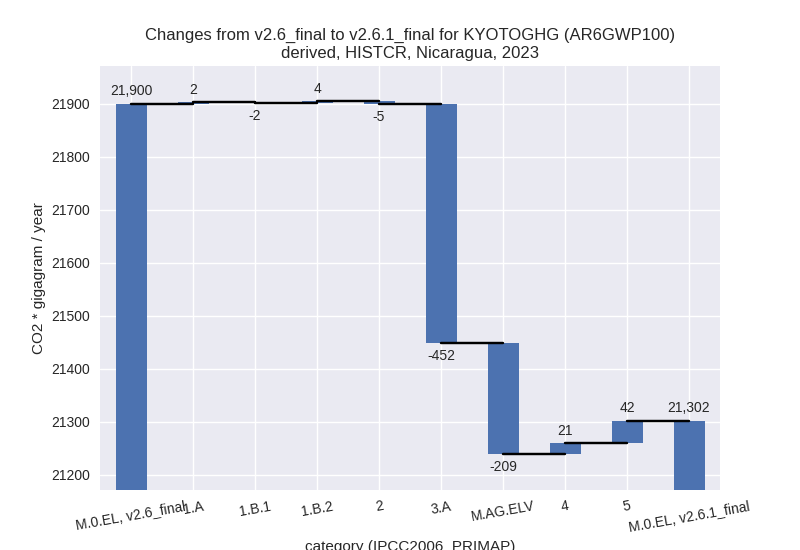 Changes from v2.6_final to v2.6.1_final for KYOTOGHG (AR6GWP100)
derived, HISTCR, Nicaragua, 2023
CO2 * gigagram / year
21900
21800
21700
21600
21500
21400
21300
21200
21,900
2
-2
4
-5
-452
-209
21
42
21,302
M.0.EL, v2.6_final
1.A
1.B.1
1.B.2
2
3.A
M.AG.ELV
4
5
M.0.EL, v2.6.1_final
category (IPCC2006_PRIMAP)